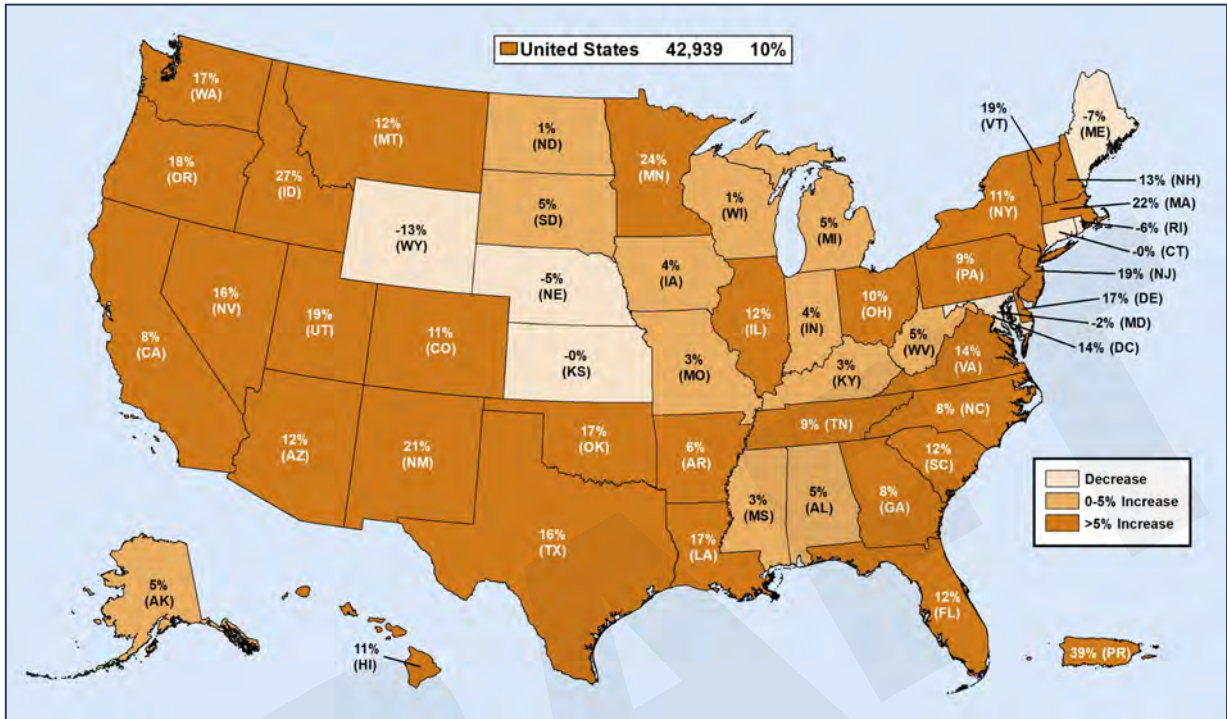 United States 42,939 10%
17%
(WA)
18%
(OR)
27%
(ID)
12%
(MT)
1%
(ND)
24%
(MN)
19%
(VT)
-7%
(ME)
13% (NH)
22% (MA)
-6% (RI)
-0% (CT)
19% (NJ)
17% (DE)
-2% (MD)
14% (DC)
11%
(NY)
9%
(PA)
5%
(SD)
1%
(WI)
5%
(MI)
-13%
(WY)
-5%
(NE)
4%
(IA)
8%
(CA)
16%
(NV)
19%
(UT)
11%
(CO)
-0%
(KS)
3%
(MO)
12%
(IL)
4%
(IN)
10%
(OH)
5%
(WV)
14%
(VA)
3%
(KY)
8% (NC)
9% (TN)
12%
(SC)
12%
(AZ)
21%
(NM)
17%
(OK)
6%
(AR)
3%
(MS)
5%
(AL)
8%
(GA)
16%
(TX)
17%
(LA)
12%
(FL)
5%
(AK)
11%
(HI)
39% (PR)
Decrease
0-5% Increase
>5% Increase